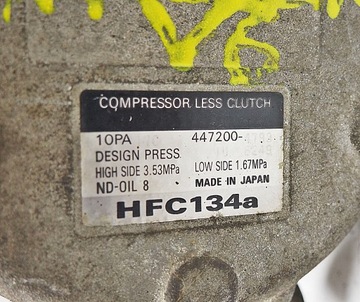 COMPRESSOR LESS CLUTCH
10PA 447200-
DESIGN PRESS
HIGH SIDE 3.53MPa LOW SIDE 1.67MPa
ND-OIL 8 MADE IN JAPAN
HFC134a